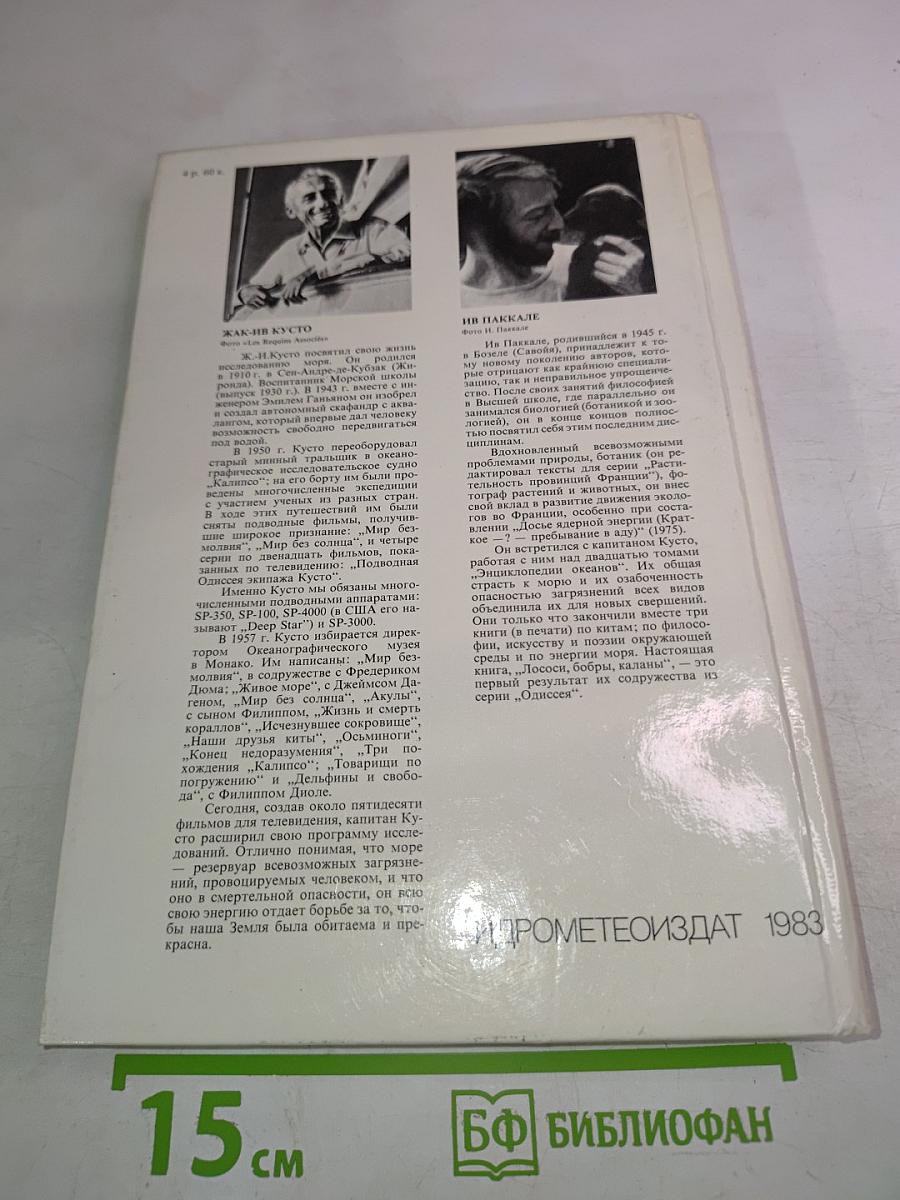 4 р. 60 к.
ЖАК-ИВ КУСТО
Фото «Les Requins Associés»
Ж.-И.Кусто посвятил свою жизнь
исследованию моря. Он родился
в 1910 г. в Сен-Андре-де-Кубзак (Жи-
ронда). Воспитанник Морской школы
(выпуск 1930 г.). В 1943 г. вместе с ин-
женером Эмилем Ганьяном он изобрел
и создал автономный скафандр с аква-
лангом, который впервые дал человеку
возможность свободно передвигаться
под водой.
В 1950 г. Кусто переоборудовал
старый минный тральщик в океано-
графическое исследовательское судно
„Калипсо“; на его борту им были про-
ведены многочисленные экспедиции
с участием ученых из разных стран.
В ходе этих путешествий им были
сняты подводные фильмы, получив-
шие широкое признание: „Мир без-
молвия“, „Мир без солнца“, и четыре
серии по двенадцать фильмов, пока-
занных по телевидению: „Подводная
Одиссея экипажа Кусто“.
Именно Кусто мы обязаны много-
численными подводными аппаратами:
SP-350, SP-100, SP-4000 (в США его на-
зывают „Deep Star”) и SP-3000.
В 1957 г. Кусто избирается дирек-
тором Океанографического музея
в Монако. Им написаны: „Мир без-
молвия“, в содружестве с Фредериком
Дюма; „Живое море“, с Джеймсом Да-
геном, „Мир без солнца“, „Акулы“,
с сыном Филиппом, „Жизнь и смерть
кораллов“, „Исчезнувшее сокровище“,
„Наши друзья киты“, „Осьминоги“,
„Конец недоразумения“, „Три по-
хождения „Калипсо“; „Товарищи по
погружению“ и „Дельфины и свобо-
да“, с Филиппом Диоле.
Сегодня, создав около пятидесяти
фильмов для телевидения, капитан Ку-
сто расширил свою программу иссле-
дований. Отлично понимая, что море
— резервуар всевозможных загрязне-
ний, провоцируемых человеком, и что
оно в смертельной опасности, он всю
свою энергию отдает борьбе за то, что-
бы наша Земля была обитаема и пре-
красна.
ИВ ПАККАЛЕ
Фото И. Паккале
Ив Паккале, родившийся в 1945 г.
в Бозеле (Савойя), принадлежит к то-
му новому поколению авторов, кото-
рые отрицают как крайнюю специали-
зацию, так и неправильное упрощенче-
ство. После своих занятий философией
в Высшей школе, где параллельно он
занимался биологией (ботаникой и зоо-
логией), он в конце концов полнос-
тью посвятил себя этим последним дис-
циплинам.
Вдохновленный всевозможными
проблемами природы, ботаник (он ре-
дактировал тексты для серии „Расти-
тельность провинций Франции“), фо-
тограф растений и животных, он внес
свой вклад в развитие движения эколо-
гов во Франции, особенно при соста-
влении „Досье ядерной энергии (Крат-
кое —? — пребывание в аду)“ (1975).
Он встретился с капитаном Кусто,
работая с ним над двадцатью томами
„Энциклопедии океанов“. Их общая
страсть к морю и их озабоченность
опасностью загрязнений всех видов
объединила их для новых свершений.
Они только что закончили вместе три
книги (в печати) по китам; по филосо-
фии, искусству и поэзии окружающей
среды и по энергии моря. Настоящая
книга, „Лососи, бобры, каланы“, — это
первый результат их содружества из
серии „Одиссея“.
ГИДРОМЕТЕОИЗДАТ 1983
15 см
БФ БИБЛИОФАН